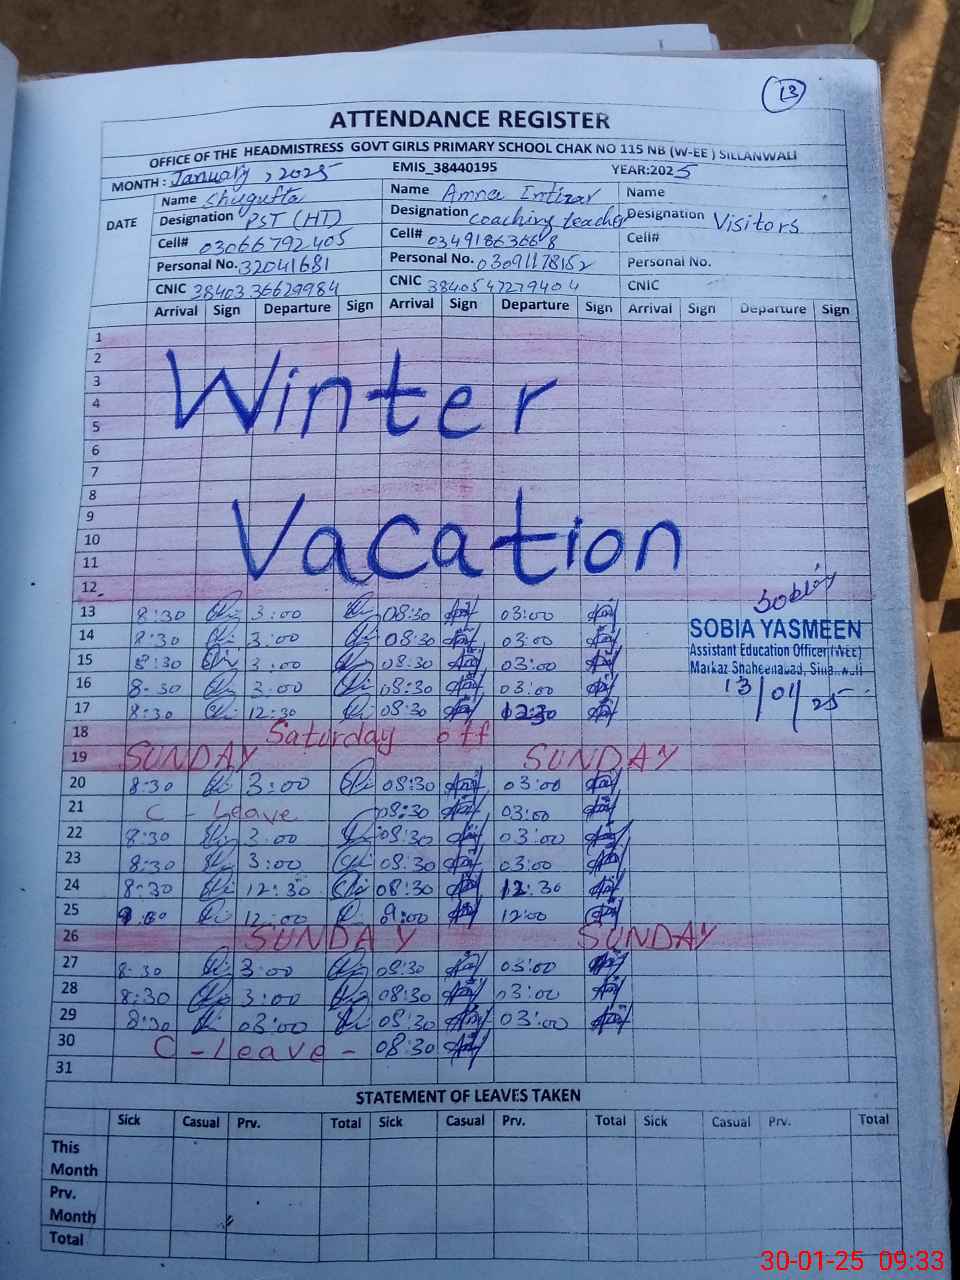 13
ATTENDANCE REGISTER
OFFICE OF THE HEADMISTRESS GOVT GIRLS PRIMARY SCHOOL CHAK NO 115 NB (W-EE ) SILLANWALI
MONTH : January, 2025 EMIS_38440195 YEAR:2025
DATE
Name Shugufta Name Amna Intizar Name
Designation PST (HT) Designation coaching teacher Designation Visitors
Cell# 03066792405 Cell# 03491863668 Cell#
Personal No. 32041681 Personal No. 03091178152 Personal No.
CNIC 3840336629984 CNIC 3840547279404 CNIC
Arrival Sign Departure Sign Arrival Sign Departure Sign Arrival Sign Departure Sign
1
2
3
4
5
Winter
6
7
8
9
10
11
Vacation
12
13 8:30 3:00 08:30 03:00
14 8:30 3:00 08:30 03:00
15 8:30 3:00 08:30 03:00
16 8-30 3:00 08:30 03:00
17 8:30 12:30 08:30 12:30
SOBIA YASMEEN
Assistant Education Officer (WEE)
Markaz Shaheenabad, Sillanwali
13/01/25
18 Saturday off
19 SUNDAY SUNDAY
20 8:30 3:00 08:30 03:00
21 C - Leave 08:30 03:00
22 8:30 3:00 08:30 03:00
23 8:30 3:00 08:30 03:00
24 8:30 12:30 08:30 12:30
25 12:00 9:00 12:00
26 SUNDAY SUNDAY
27 8:30 3:00 08:30 03:00
28 8:30 3:00 08:30 03:00
29 8:30 03:00 08:30 03:00
30 C - Leave - 08:30
31
STATEMENT OF LEAVES TAKEN
Sick Casual Prv. Total Sick Casual Prv. Total Sick Casual Prv. Total
This
Month
Prv.
Month
Total
30-01-25 09:33